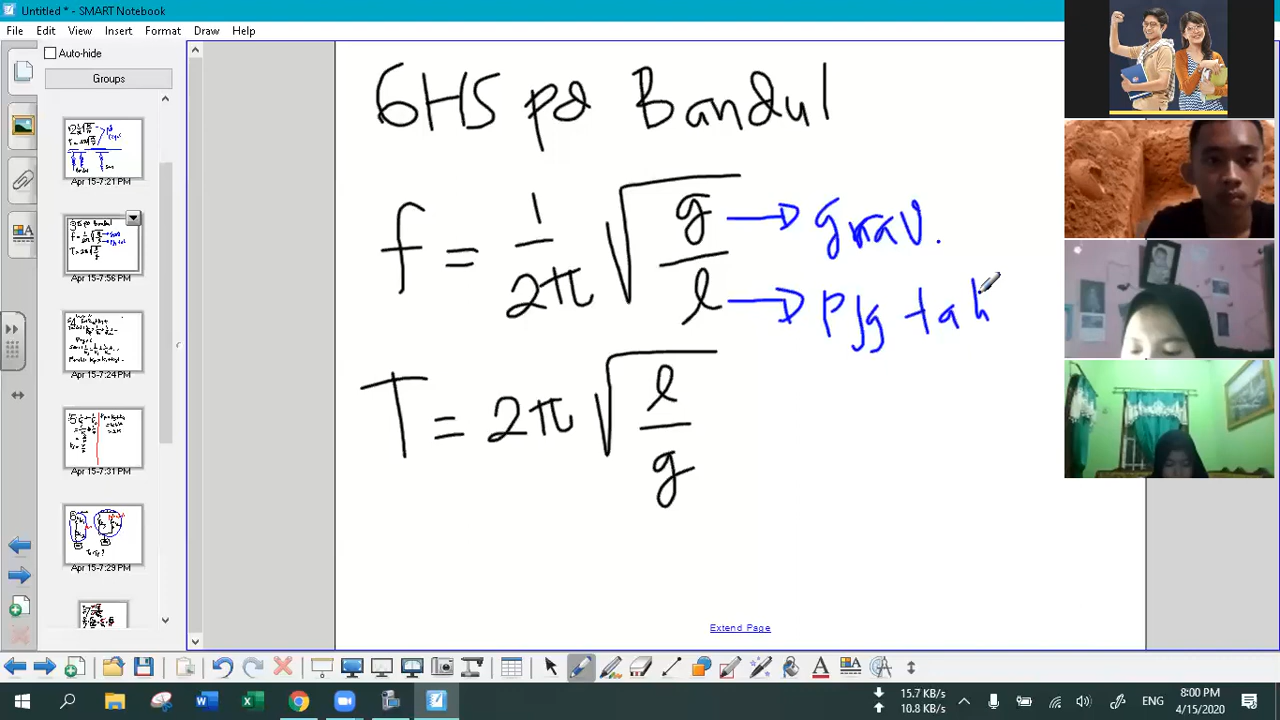 Untitled * - SMART Notebook
File Edit View Insert Format Draw Help
Auto-hide
Groups
Apr 15-7:21 PM
Apr 15-7:56 PM
Apr 15-7:24 PM
Apr 15-7:31 PM
Apr 15-7:29 PM
GHS pd Bandul
f = 1/2π √g/l
→ grav.
→ Pjg tal
T = 2π √l/g
Extend Page
15.7 KB/s
10.8 KB/s
ENG
8:00 PM
4/15/2020